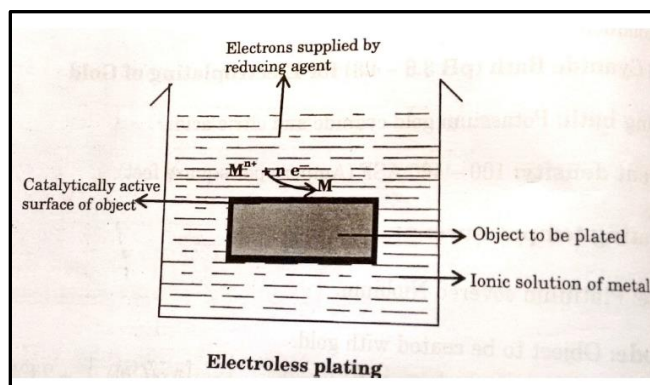 Electrons supplied by
reducing agent
Mⁿ⁺ + n e⁻
M
Catalytically active
surface of object
Object to be plated
Ionic solution of metal
Electroless plating